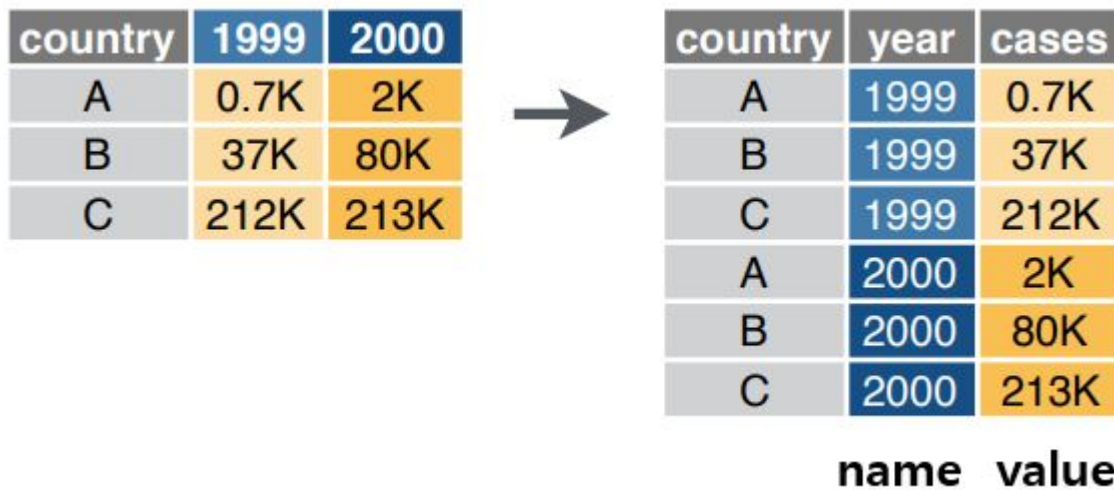 country 1999 2000
A 0.7K 2K
B 37K 80K
C 212K 213K
country year cases
A 1999 0.7K
B 1999 37K
C 1999 212K
A 2000 2K
B 2000 80K
C 2000 213K
name value